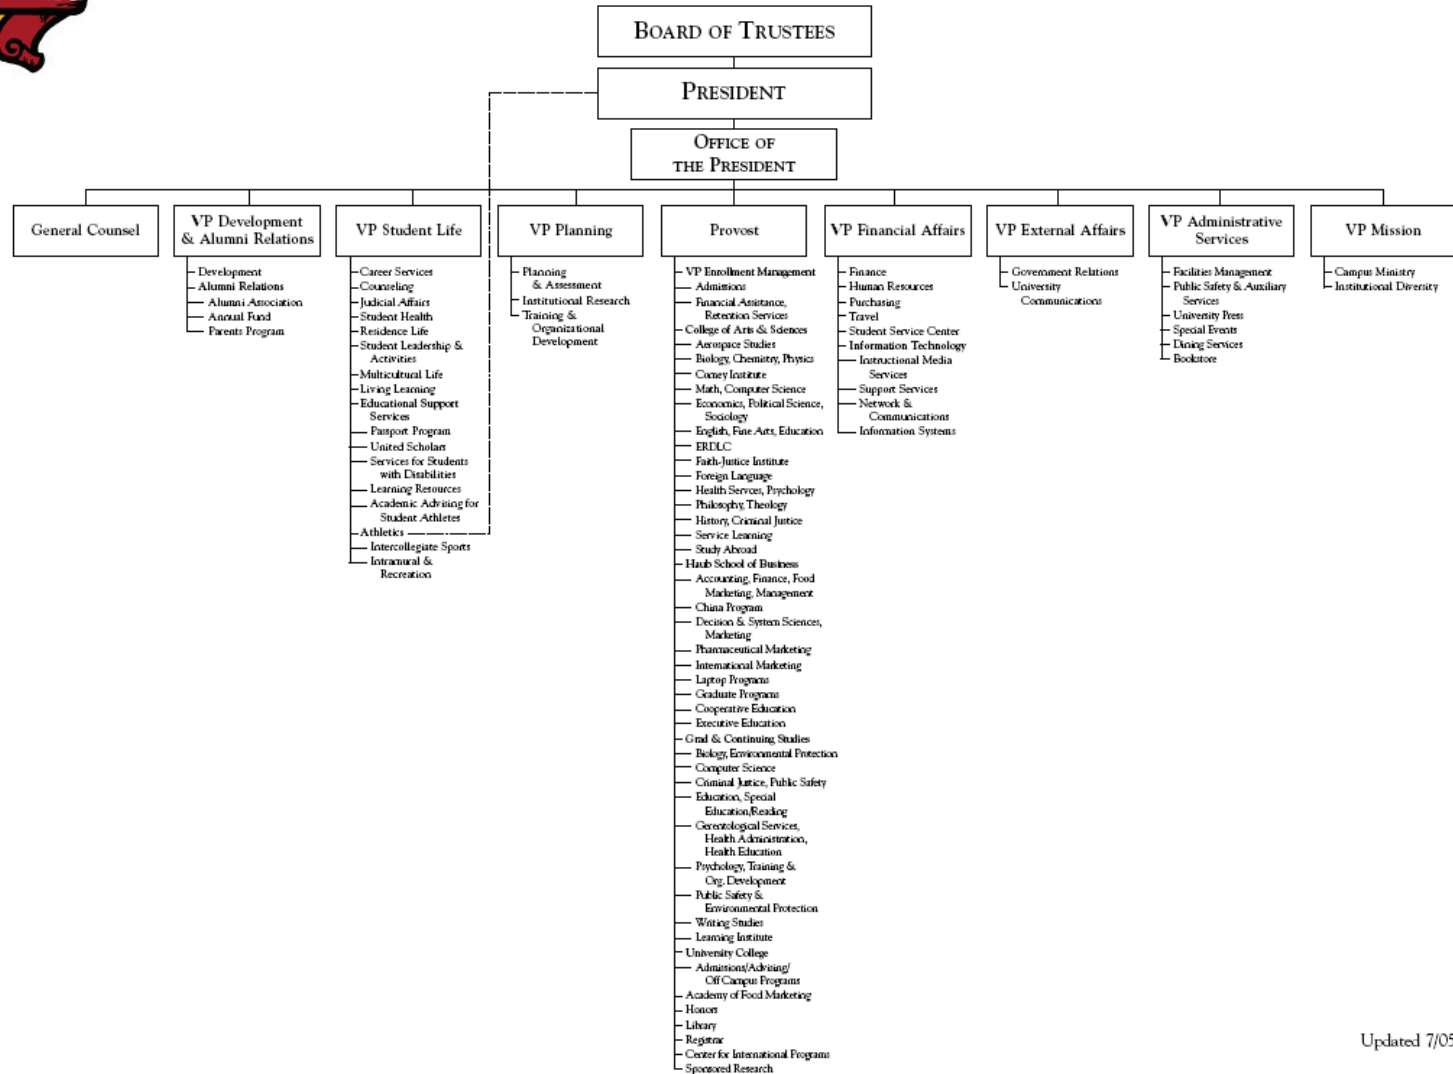 BOARD OF TRUSTEES
PRESIDENT
OFFICE OF
THE PRESIDENT
General Counsel
VP Development
& Alumni Relations
Development
Alumni Relations
Alumni Association
Annual Fund
Parents Program
VP Student Life
Career Services
Counseling
Judicial Affairs
Student Health
Residence Life
Student Leadership &
Activities
Multicultural Life
Living Learning
Educational Support
Services
Passport Program
United Scholars
Services for Students
with Disabilities
Learning Resources
Academic Advising for
Student Athletes
Athletics
Intercollegiate Sports
Intramural &
Recreation
VP Planning
Planning
& Assessment
Institutional Research
Training &
Organizational
Development
Provost
VP Enrollment Management
Admissions
Financial Assistance,
Retention Services
College of Arts & Sciences
Aerospace Studies
Biology, Chemistry, Physics
Comey Institute
Math, Computer Science
Economics, Political Science,
Sociology
English, Fine Arts, Education
ERDLC
Faith-Justice Institute
Foreign Language
Health Servces, Psychology
Philosophy, Theology
History, Criminal Justice
Service Learning
Study Abroad
Haub School of Business
Accounting, Finance, Food
Marketing, Management
China Program
Decision & System Sciences,
Marketing
Pharmaceutical Marketing
International Marketing
Laptop Programs
Graduate Programs
Cooperative Education
Executive Education
Grad & Continuing Studies
Biology, Environmental Protection
Computer Science
Criminal Justice, Public Safety
Education, Special
Education/Reading
Gerentological Services,
Health Administration,
Health Education
Psychology, Training &
Org. Development
Public Safety &
Environmental Protection
Writing Studies
Learning Institute
University College
Admissions/Advising/
Off Campus Programs
Academy of Food Marketing
Honors
Library
Registrar
Center for International Programs
Sponsored Research
VP Financial Affairs
Finance
Human Resources
Purchasing
Travel
Student Service Center
Information Technology
Instructional Media
Services
Support Services
Network &
Communications
Information Systems
VP External Affairs
Government Relations
University
Communications
VP Administrative
Services
Facilities Management
Public Safety & Auxiliary
Services
University Press
Special Events
Dining Services
Bookstore
VP Mission
Campus Ministry
Institutional Diversity
Updated 7/05